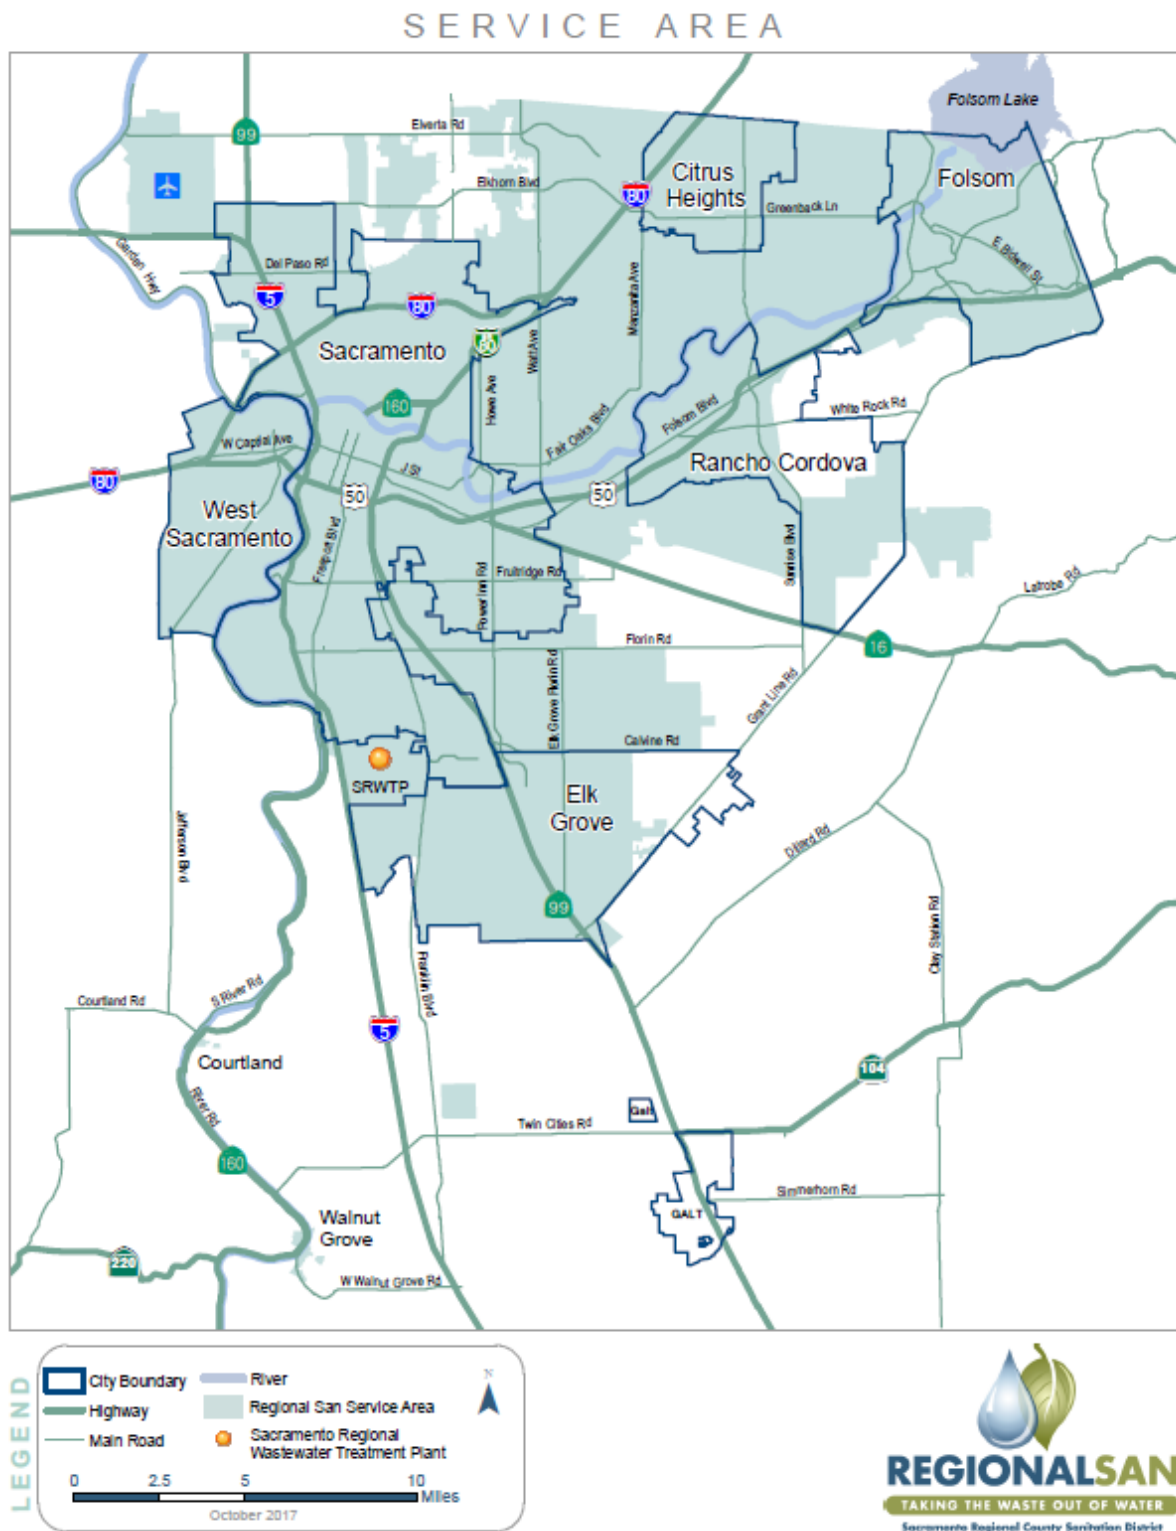 SERVICE AREA
Folsom Lake
99
Elverta Rd
Citrus
Heights
Folsom
Elkhorn Blvd
80
Greenback Ln
E Bidwell St
Garden Hwy
Del Paso Rd
5
80
Manzanita Ave
Sacramento
80
Watt Ave
Howe Ave
160
Fair Oaks Blvd
Folsom Blvd
White Rock Rd
W Capital Ave
J St
Rancho Cordova
80
50
50
West
Sacramento
Freeport Blvd
Sunrise Blvd
Power Inn Rd
Fruitridge Rd
Latrobe Rd
Florin Rd
16
Elk Grove Florin Rd
Grant Line Rd
Calvine Rd
SRWTP
Elk
Grove
Jefferson Blvd
Dillard Rd
99
Clay Station Rd
Franklin Blvd
S River Rd
Courtland Rd
5
Courtland
104
River Rd
Galt
Twin Cities Rd
160
Simmerhorn Rd
GALT
Walnut
Grove
220
W Walnut Grove Rd
LEGEND
City Boundary
River
N
Highway
Regional San Service Area
Main Road
Sacramento Regional
Wastewater Treatment Plant
0 2.5 5 10
Miles
October 2017
REGIONALSAN
TAKING THE WASTE OUT OF WATER
Sacramento Regional County Sanitation District